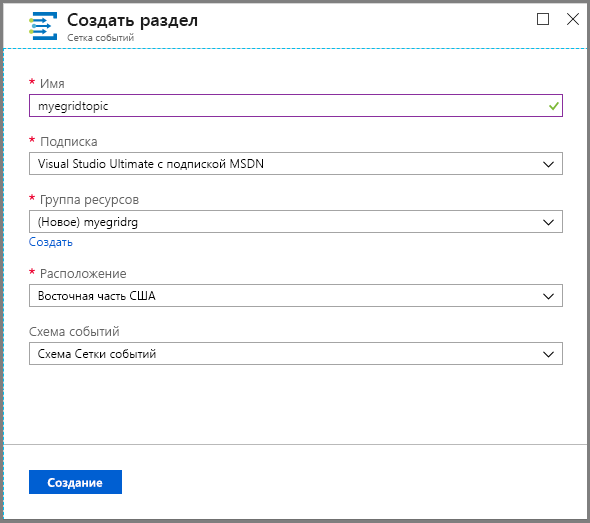 Создать раздел
Сетка событий
* Имя
myegridtopic
* Подписка
Visual Studio Ultimate с подпиской MSDN
* Группа ресурсов
(Новое) myegridrg
Создать
* Расположение
Восточная часть США
Схема событий
Схема Сетки событий
Создание